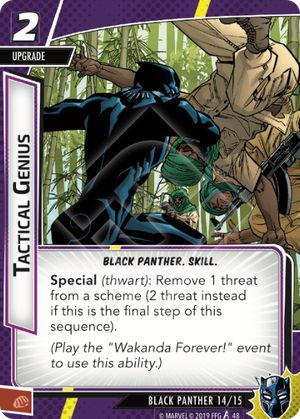 2
UPGRADE
TACTICAL GENIUS
BLACK PANTHER. SKILL.
Special (thwart): Remove 1 threat
from a scheme (2 threat instead
if this is the final step of this
sequence).
(Play the "Wakanda Forever!" event
to use this ability.)
BLACK PANTHER 14/15
© MARVEL © 2019 FFG A 48